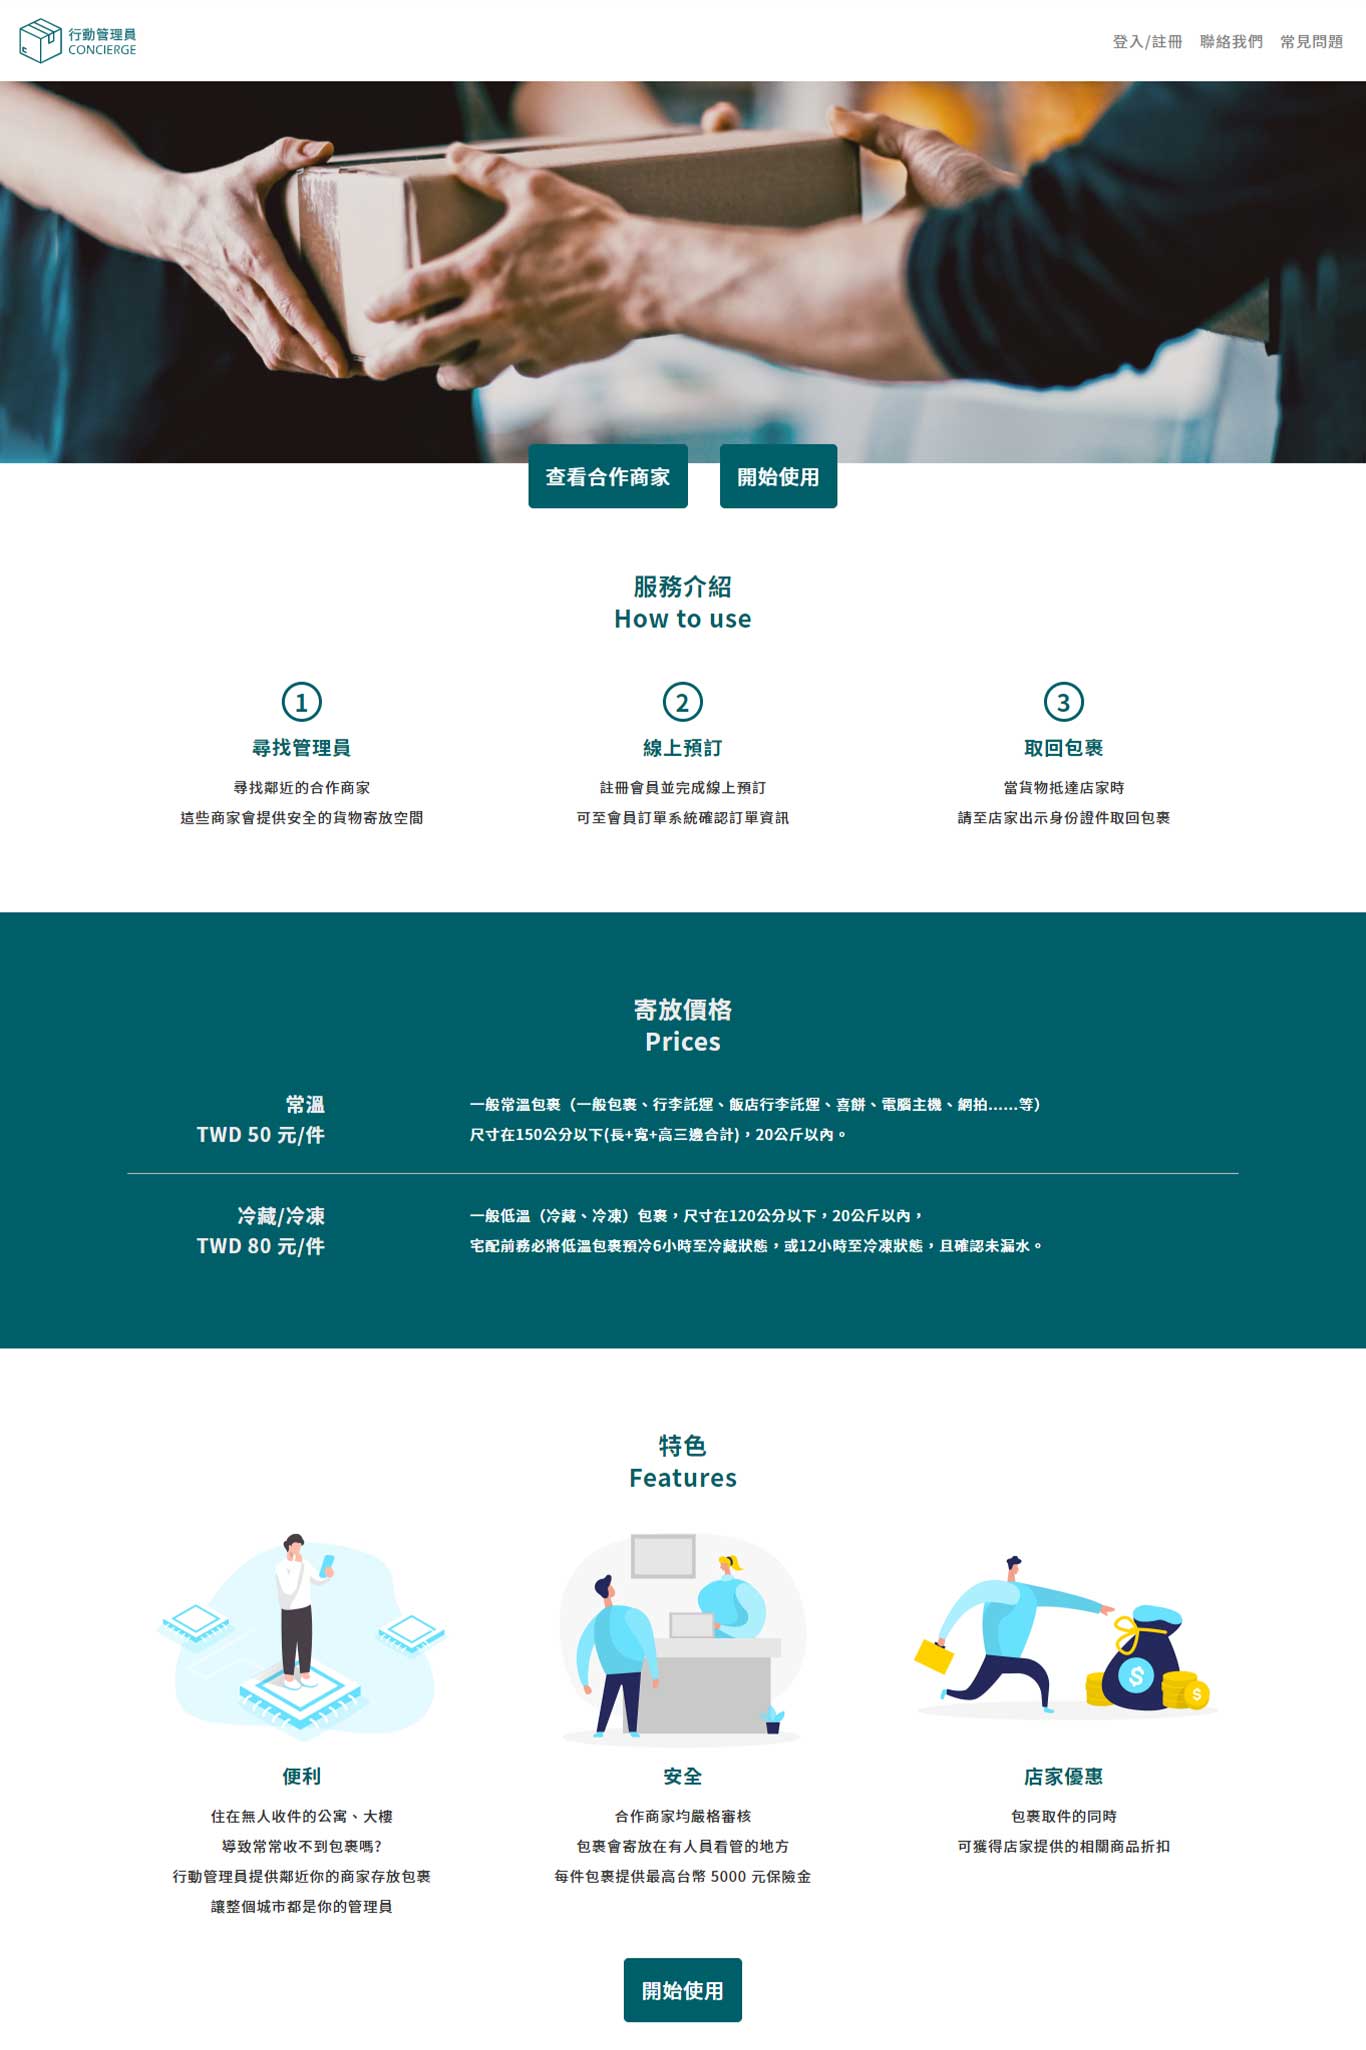 行動管理員
CONCIERGE
登入/註冊 聯絡我們 常見問題
查看合作商家 開始使用
服務介紹
How to use
1
尋找管理員
尋找鄰近的合作商家
這些商家會提供安全的貨物寄放空間
2
線上預訂
註冊會員並完成線上預訂
可至會員訂單系統確認訂單資訊
3
取回包裹
當貨物抵達店家時
請至店家出示身份證件取回包裹
寄放價格
Prices
常溫
TWD 50 元/件
一般常溫包裹（一般包裹、行李託運、飯店行李託運、喜餅、電腦主機、網拍......等）
尺寸在150公分以下(長+寬+高三邊合計)，20公斤以內。
冷藏/冷凍
TWD 80 元/件
一般低溫（冷藏、冷凍）包裹，尺寸在120公分以下，20公斤以內，
宅配前務必將低溫包裹預冷6小時至冷藏狀態，或12小時至冷凍狀態，且確認未漏水。
特色
Features
$
$
便利
住在無人收件的公寓、大樓
導致常常收不到包裹嗎?
行動管理員提供鄰近你的商家存放包裹
讓整個城市都是你的管理員
安全
合作商家均嚴格審核
包裹會寄放在有人員看管的地方
每件包裹提供最高台幣 5000 元保險金
店家優惠
包裹取件的同時
可獲得店家提供的相關商品折扣
開始使用